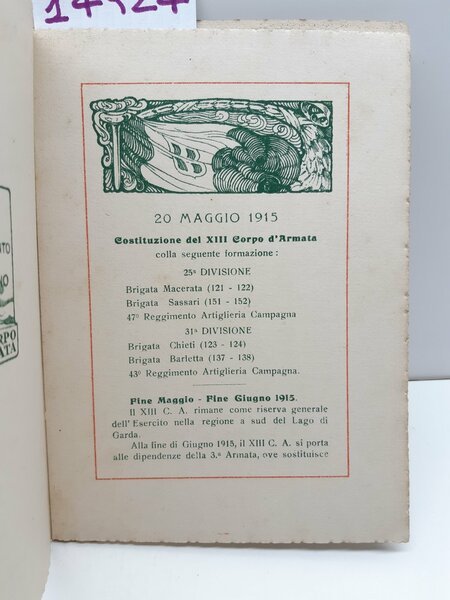 14524
20 MAGGIO 1915
Costituzione del XIII Corpo d'Armata
colla seguente formazione :
25ª DIVISIONE
Brigata Macerata (121 - 122)
Brigata Sassari (151 - 152)
47º Reggimento Artiglieria Campagna
31ª DIVISIONE
Brigata Chieti (123 - 124)
Brigata Barletta (137 - 138)
43º Reggimento Artiglieria Campagna.
Fine Maggio - Fine Giugno 1915.
Il XIII C. A. rimane come riserva generale
dell'Esercito nella regione a sud del Lago di
Garda.
Alla fine di Giugno 1915, il XIII C. A. si porta
alle dipendenze della 3.ª Armata, ove sostituisce